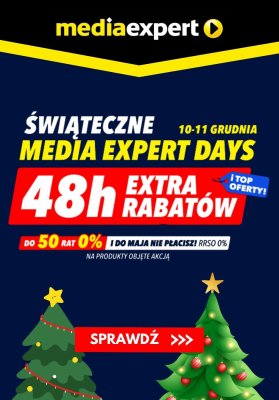 mediaexpert
ŚWIĄTECZNE 10-11 GRUDNIA
MEDIA EXPERT DAYS
48h EXTRA RABATÓW
I TOP OFERTY!
DO 50 RAT 0% I DO MAJA NIE PŁACISZ! RRSO 0%
NA PRODUKTY OBJĘTE AKCJĄ
SPRAWDŹ >>>